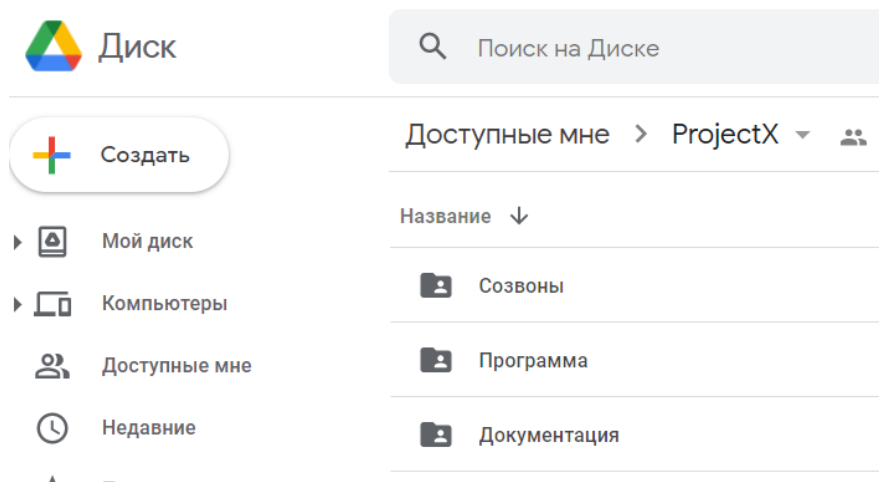 Диск
Поиск на Диске
Создать
Доступные мне > ProjectX
Название
Мой диск
Созвоны
Компьютеры
Программа
Доступные мне
Недавние
Документация